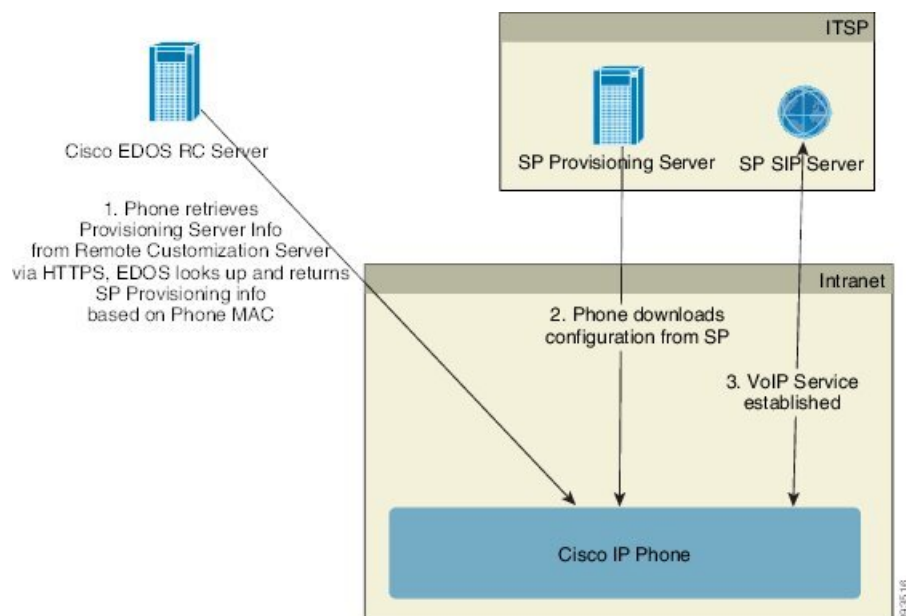 ITSP
Cisco EDOS RC Server
SP Provisioning Server
SP SIP Server
1. Phone retrieves
Provisioning Server Info
from Remote Customization Server
via HTTPS, EDOS looks up and returns
SP Provisioning info
based on Phone MAC
Intranet
2. Phone downloads
configuration from SP
3. VoIP Service
established
Cisco IP Phone